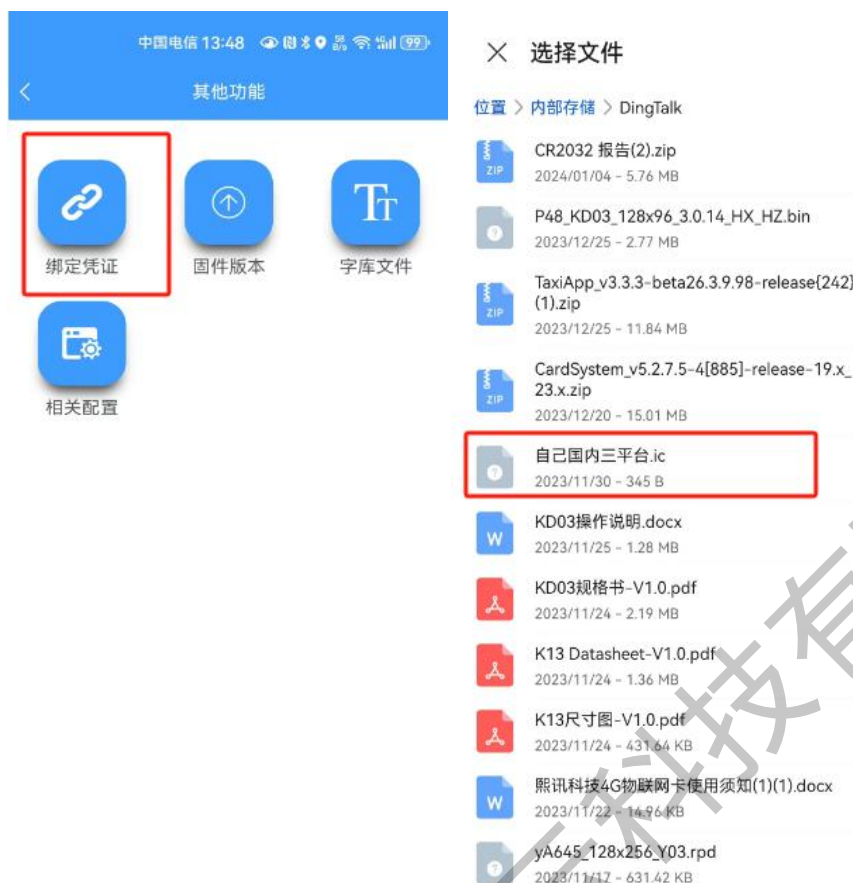 中国电信 13:48
99
其他功能
绑定凭证
固件版本
字库文件
相关配置
选择文件
位置 > 内部存储 > DingTalk
CR2032 报告(2).zip
ZIP
2024/01/04 - 5.76 MB
P48_KD03_128x96_3.0.14_HX_HZ.bin
2023/12/25 - 2.77 MB
TaxiApp_v3.3.3-beta26.3.9.98-release{242}
(1).zip
ZIP
2023/12/25 - 11.84 MB
CardSystem_v5.2.7.5-4[885]-release-19.x_
23.x.zip
ZIP
2023/12/20 - 15.01 MB
自己国内三平台.ic
2023/11/30 - 345 B
KD03操作说明.docx
W
2023/11/25 - 1.28 MB
KD03规格书-V1.0.pdf
2023/11/24 - 2.19 MB
K13 Datasheet-V1.0.pdf
2023/11/24 - 1.36 MB
K13尺寸图-V1.0.pdf
2023/11/24 - 431.64 KB
熙讯科技4G物联网卡使用须知(1)(1).docx
W
2023/11/22 - 14.96 KB
yA645_128x256_Y03.rpd
2023/11/17 - 631.42 KB
科技有